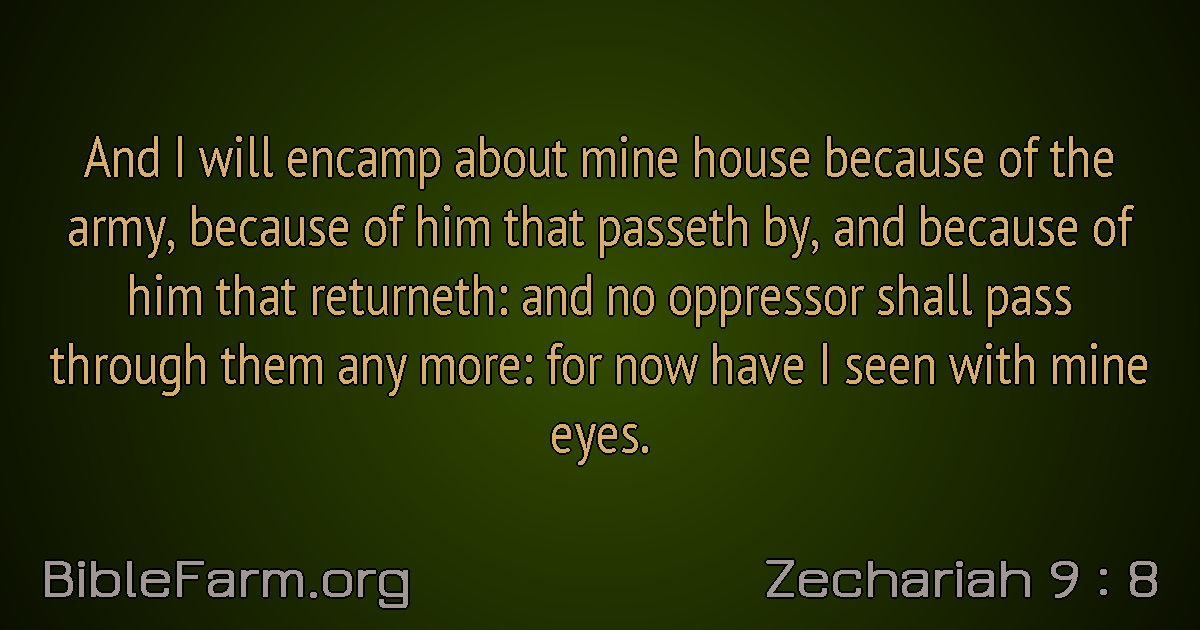 And I will encamp about mine house because of the
army, because of him that passeth by, and because of
him that returneth: and no oppressor shall pass
through them any more: for now have I seen with mine
eyes.
BibleFarm.org
Zechariah 9 : 8